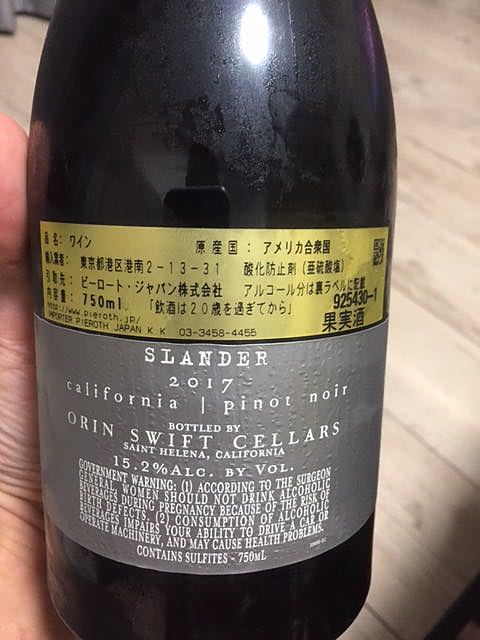 品名: ワイン 原産国: アメリカ合衆国
輸入業者: 東京都港区港南2-13-31 酸化防止剤(亜硫酸塩)
引取先: ピーロート・ジャパン株式会社 アルコール分は裏ラベルに記載
内容量: 750ml 「飲酒は20歳を過ぎてから」 925430-1
http://www.pieroth.jp/ 果実酒
IMPORTER PIEROTH JAPAN K.K 03-3458-4455
SLANDER
2017
california | pinot noir
BOTTLED BY
ORIN SWIFT CELLARS
SAINT HELENA, CALIFORNIA
15.2% ALC. BY VOL.
GOVERNMENT WARNING: (1) ACCORDING TO THE SURGEON
GENERAL WOMEN SHOULD NOT DRINK ALCOHOLIC
BEVERAGES DURING PREGNANCY BECAUSE OF THE RISK OF
BIRTH DEFECTS. (2) CONSUMPTION OF ALCOHOLIC
BEVERAGES IMPAIRS YOUR ABILITY TO DRIVE A CAR OR
OPERATE MACHINERY, AND MAY CAUSE HEALTH PROBLEMS.
CONTAINS SULFITES - 750ML